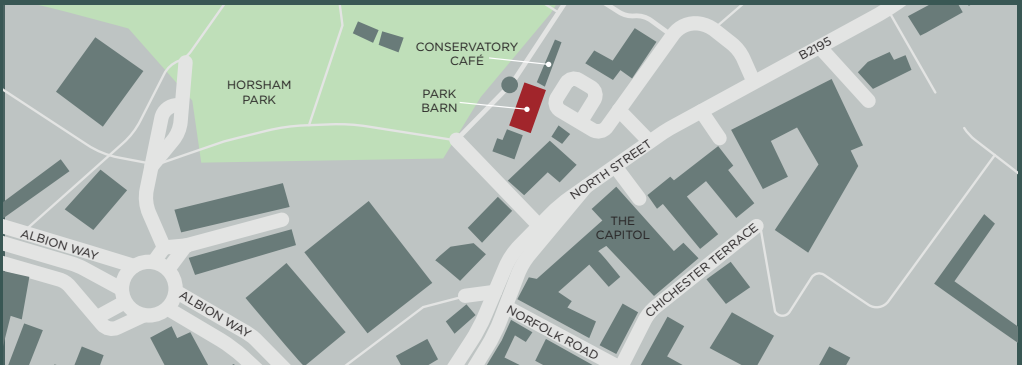 CONSERVATORY
CAFÉ
B2195
HORSHAM
PARK
PARK
BARN
NORTH STREET
THE
CAPITOL
ALBION WAY
CHICHESTER TERRACE
ALBION WAY
NORFOLK ROAD